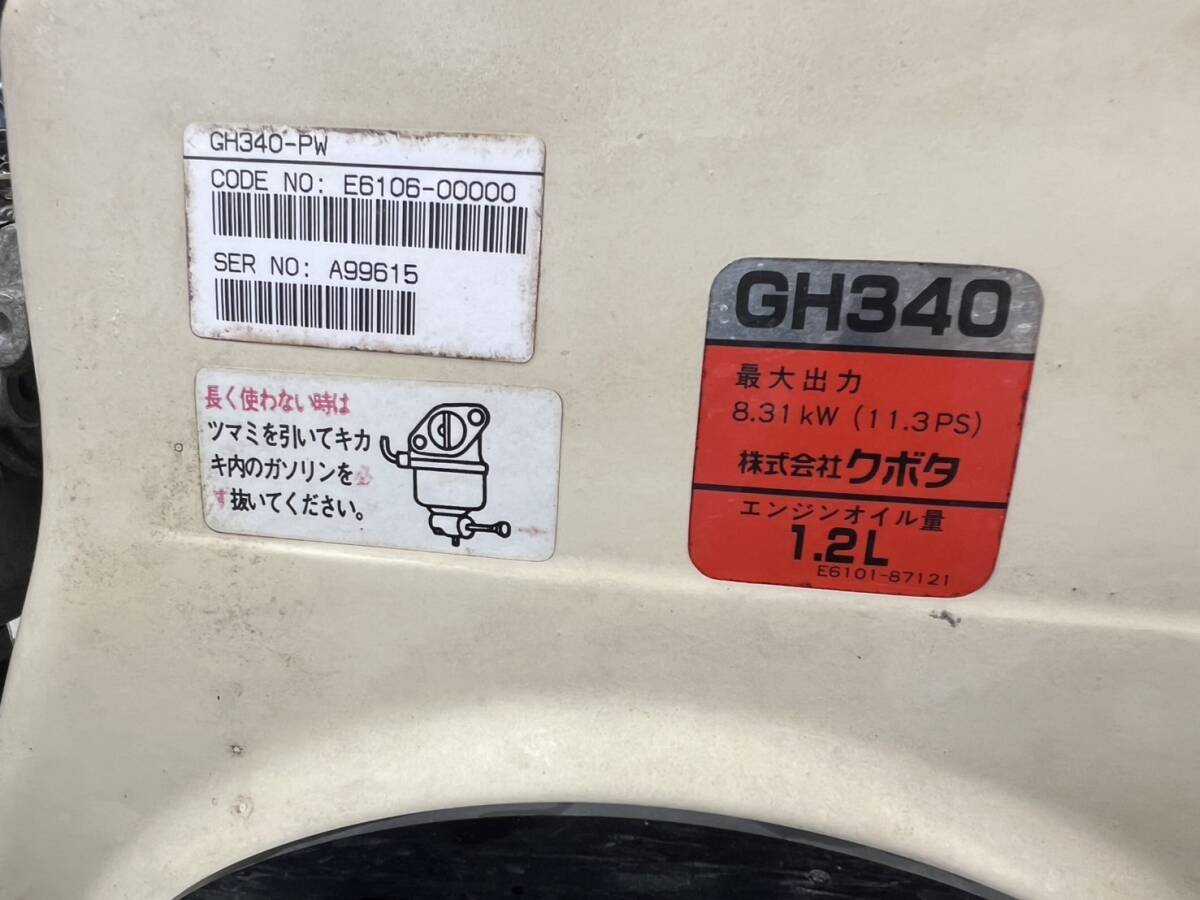 GH340-PW
CODE NO: E6106-00000
SER NO: A99615
長く使わない時は
ツマミを引いてキカ
キ内のガソリンを必
ず抜いてください。
GH340
最大出力
8.31kW (11.3PS)
株式会社クボタ
エンジンオイル量
1.2L
E6101-87121